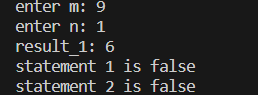 enter m: 9
enter n: 1
result_1: 6
statement 1 is false
statement 2 is false